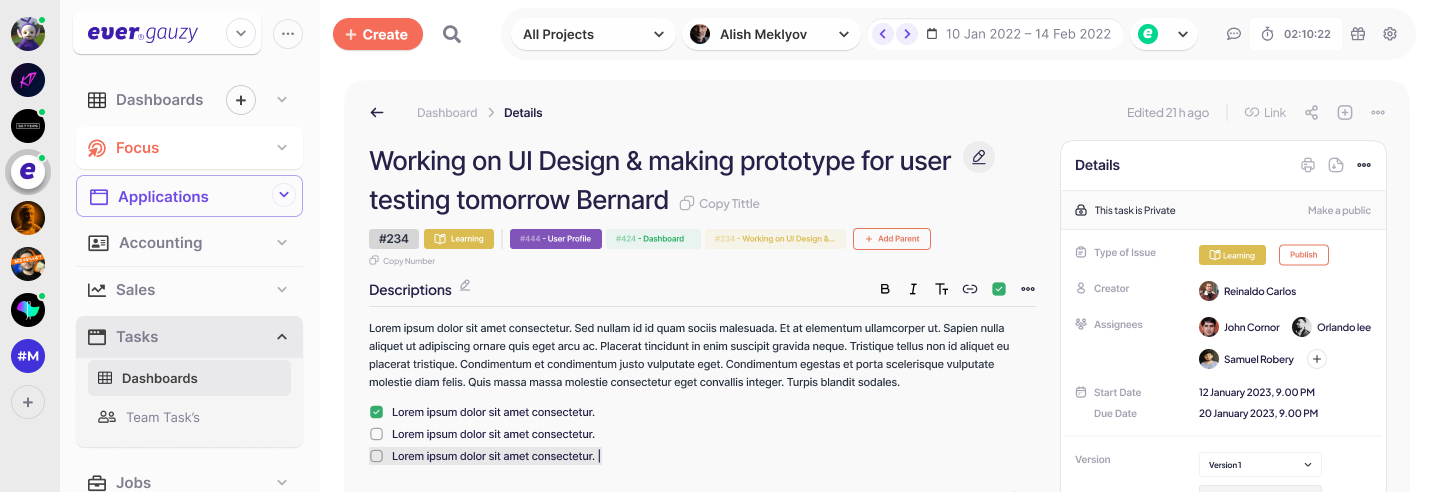 ever® gauzy
Create
All Projects
Alish Meklyov
10 Jan 2022 – 14 Feb 2022
e
02:10:22
e
#M
Dashboards
Focus
Applications
Accounting
Sales
Tasks
Dashboards
Team Task's
Jobs
Dashboard > Details
Edited 21 h ago
Link
Working on UI Design & making prototype for user
testing tomorrow Bernard
Copy Tittle
#234
Learning
#444 - User Profile
#424 - Dashboard
#234 - Working on UI Design &...
+ Add Parent
Copy Number
Descriptions
B I Tт
Lorem ipsum dolor sit amet consectetur. Sed nullam id id quam sociis malesuada. Et at elementum ullamcorper ut. Sapien nulla
aliquet ut adipiscing ornare quis eget arcu ac. Placerat tincidunt in enim suscipit gravida neque. Tristique tellus non id aliquet eu
placerat tristique. Condimentum et condimentum justo vulputate eget. Condimentum egestas et porta scelerisque vulputate
molestie diam felis. Quis massa massa molestie consectetur eget convallis integer. Turpis blandit sodales.
Lorem ipsum dolor sit amet consectetur.
Lorem ipsum dolor sit amet consectetur.
Lorem ipsum dolor sit amet consectetur.
Details
This task is Private
Make a public
Type of Issue
Learning
Publish
Creator
Reinaldo Carlos
Assignees
John Cornor
Orlando lee
Samuel Robery
Start Date
12 January 2023, 9.00 PM
Due Date
20 January 2023, 9.00 PM
Version
Version 1